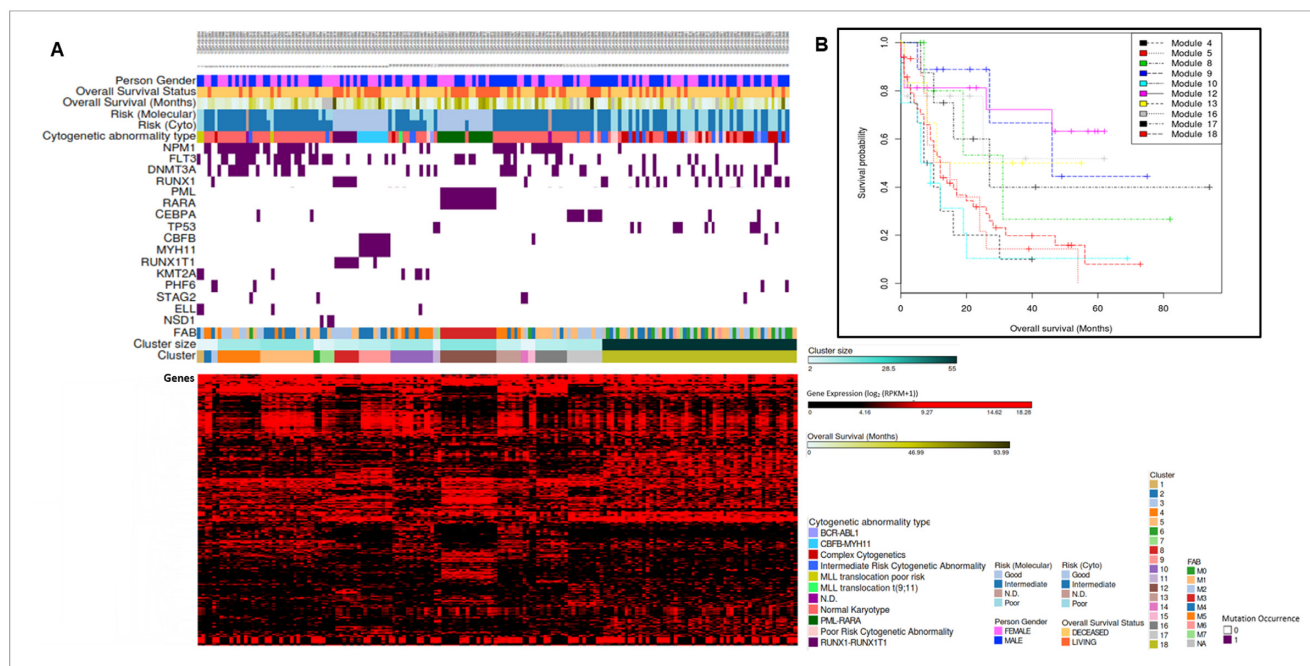 A
Person Gender
Overall Survival Status
Overall Survival (Months)
Risk (Molecular)
Risk (Cyto)
Cytogenetic abnormality type
NPM1
FLT3
DNMT3A
RUNX1
PML
RARA
CEBPA
TP53
CBFB
MYH11
RUNX1T1
KMT2A
PHF6
STAG2
ELL
NSD1
FAB
Cluster size
Cluster
Genes
B
Survival probability
1.0
0.8
0.6
0.4
0.2
0.0
0 20 40 60 80
Overall survival (Months)
Module 4
Module 5
Module 8
Module 9
Module 10
Module 12
Module 13
Module 16
Module 17
Module 18
Cluster size
2 28.5 55
Gene Expression (log₂ (RPKM+1))
0 4.16 9.27 14.62 18.28
Overall Survival (Months)
0 46.99 93.99
Cytogenetic abnormality type
BCR-ABL1
CBFB-MYH11
Complex Cytogenetics
Intermediate Risk Cytogenetic Abnormality
MLL translocation poor risk
MLL translocation t(9;11)
N.D.
Normal Karyotype
PML-RARA
Poor Risk Cytogenetic Abnormality
RUNX1-RUNX1T1
Risk (Molecular)
Good
Intermediate
N.D.
Poor
Risk (Cyto)
Good
Intermediate
N.D.
Poor
Person Gender
FEMALE
MALE
Overall Survival Status
DECEASED
LIVING
Cluster
1
2
3
4
5
6
7
8
9
10
11
12
13
14
15
16
17
18
FAB
M0
M1
M2
M3
M4
M5
M6
M7
NA
Mutation Occurrence
0
1